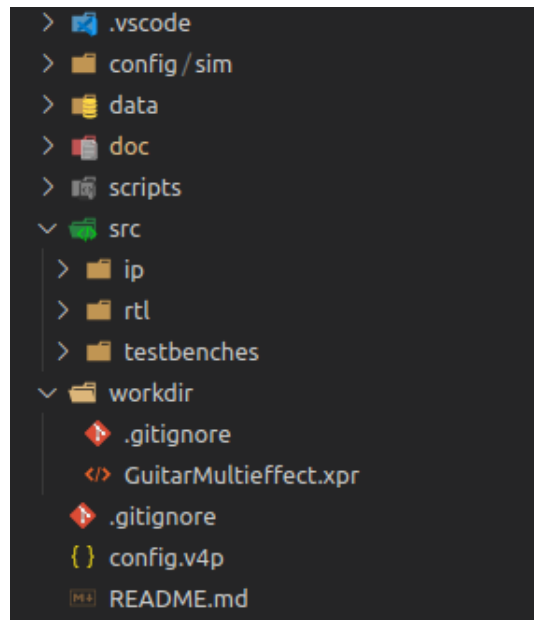 .vscode
config/sim
data
doc
scripts
src
ip
rtl
testbenches
workdir
.gitignore
GuitarMultieffect.xpr
.gitignore
config.v4p
README.md